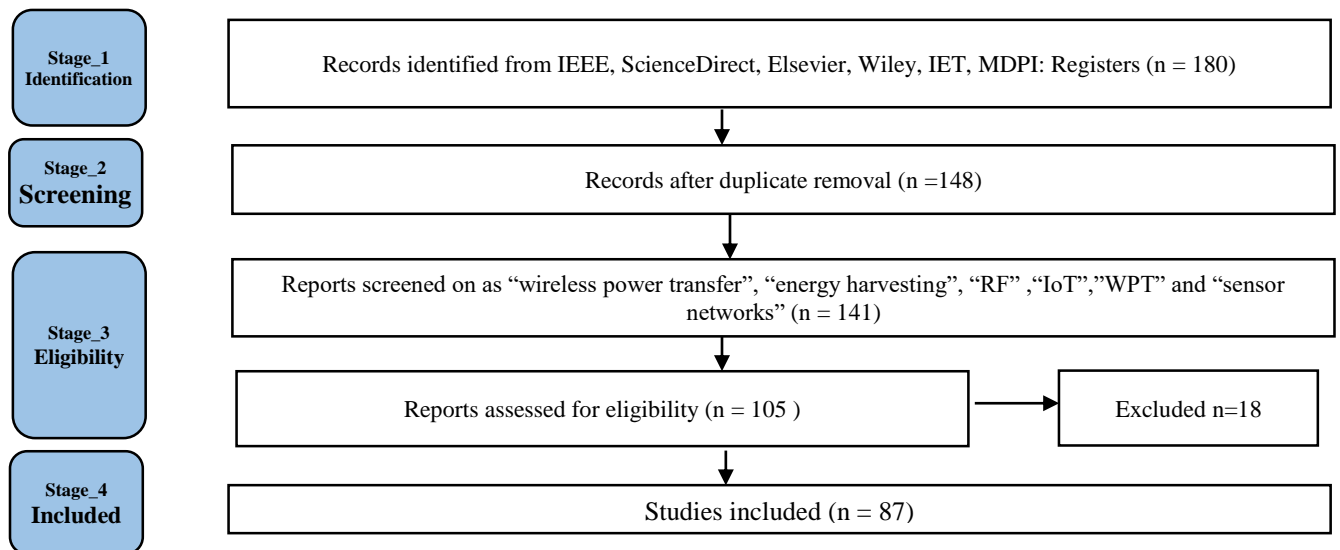 Stage_1
Identification
Records identified from IEEE, ScienceDirect, Elsevier, Wiley, IET, MDPI: Registers (n = 180)
Stage_2
Screening
Records after duplicate removal (n =148)
Stage_3
Eligibility
Reports screened on as “wireless power transfer”, “energy harvesting”, “RF” ,“IoT”,”WPT” and “sensor
networks” (n = 141)
Reports assessed for eligibility (n = 105 )
Excluded n=18
Stage_4
Included
Studies included (n = 87)